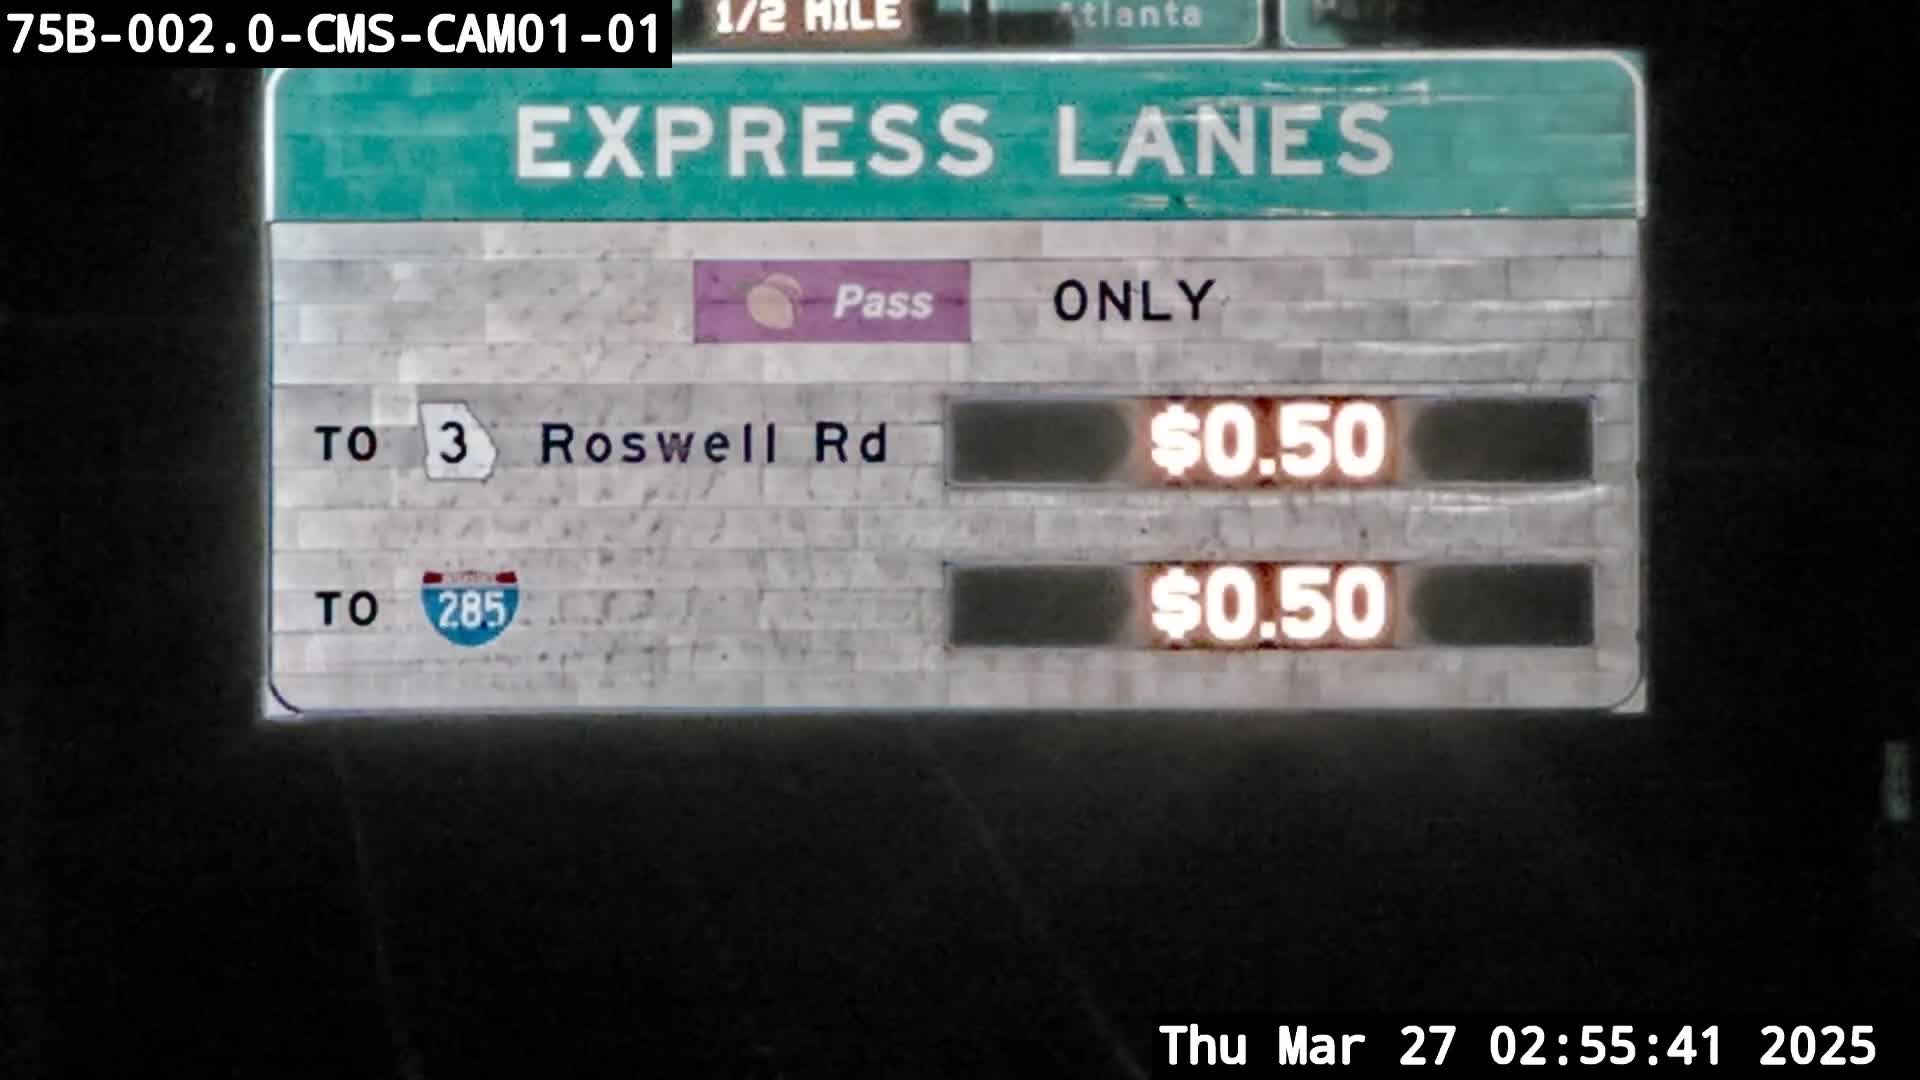 75B-002.0-CMS-CAM01-01
1/2 MILE
Atlanta
EXPRESS LANES
Pass ONLY
TO 3 Roswell Rd $0.50
TO 285 $0.50
Thu Mar 27 02:55:41 2025